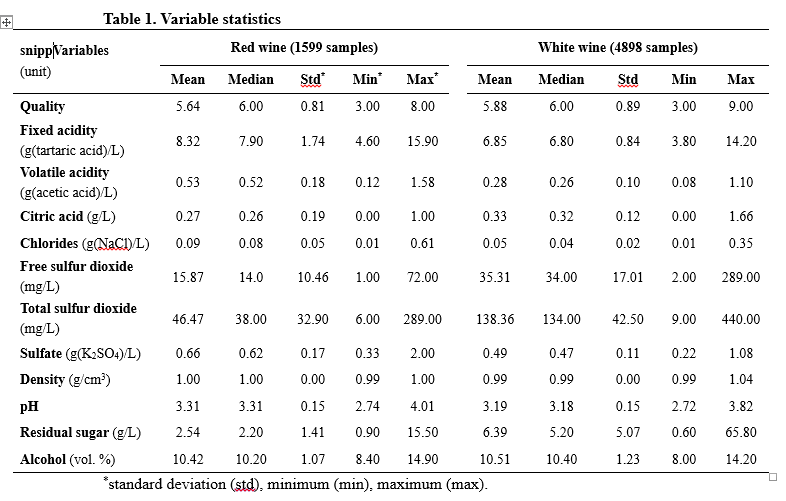 Table 1. Variable statistics
snippVariables Red wine (1599 samples) White wine (4898 samples)
(unit)
Mean Median Std* Min* Max* Mean Median Std Min Max
Quality 5.64 6.00 0.81 3.00 8.00 5.88 6.00 0.89 3.00 9.00
Fixed acidity
(g(tartaric acid)/L) 8.32 7.90 1.74 4.60 15.90 6.85 6.80 0.84 3.80 14.20
Volatile acidity
(g(acetic acid)/L) 0.53 0.52 0.18 0.12 1.58 0.28 0.26 0.10 0.08 1.10
Citric acid (g/L) 0.27 0.26 0.19 0.00 1.00 0.33 0.32 0.12 0.00 1.66
Chlorides (g(NaCl)/L) 0.09 0.08 0.05 0.01 0.61 0.05 0.04 0.02 0.01 0.35
Free sulfur dioxide
(mg/L) 15.87 14.0 10.46 1.00 72.00 35.31 34.00 17.01 2.00 289.00
Total sulfur dioxide
(mg/L) 46.47 38.00 32.90 6.00 289.00 138.36 134.00 42.50 9.00 440.00
Sulfate (g(K₂SO₄)/L) 0.66 0.62 0.17 0.33 2.00 0.49 0.47 0.11 0.22 1.08
Density (g/cm³) 1.00 1.00 0.00 0.99 1.00 0.99 0.99 0.00 0.99 1.04
pH 3.31 3.31 0.15 2.74 4.01 3.19 3.18 0.15 2.72 3.82
Residual sugar (g/L) 2.54 2.20 1.41 0.90 15.50 6.39 5.20 5.07 0.60 65.80
Alcohol (vol. %) 10.42 10.20 1.07 8.40 14.90 10.51 10.40 1.23 8.00 14.20
*standard deviation (std), minimum (min), maximum (max).